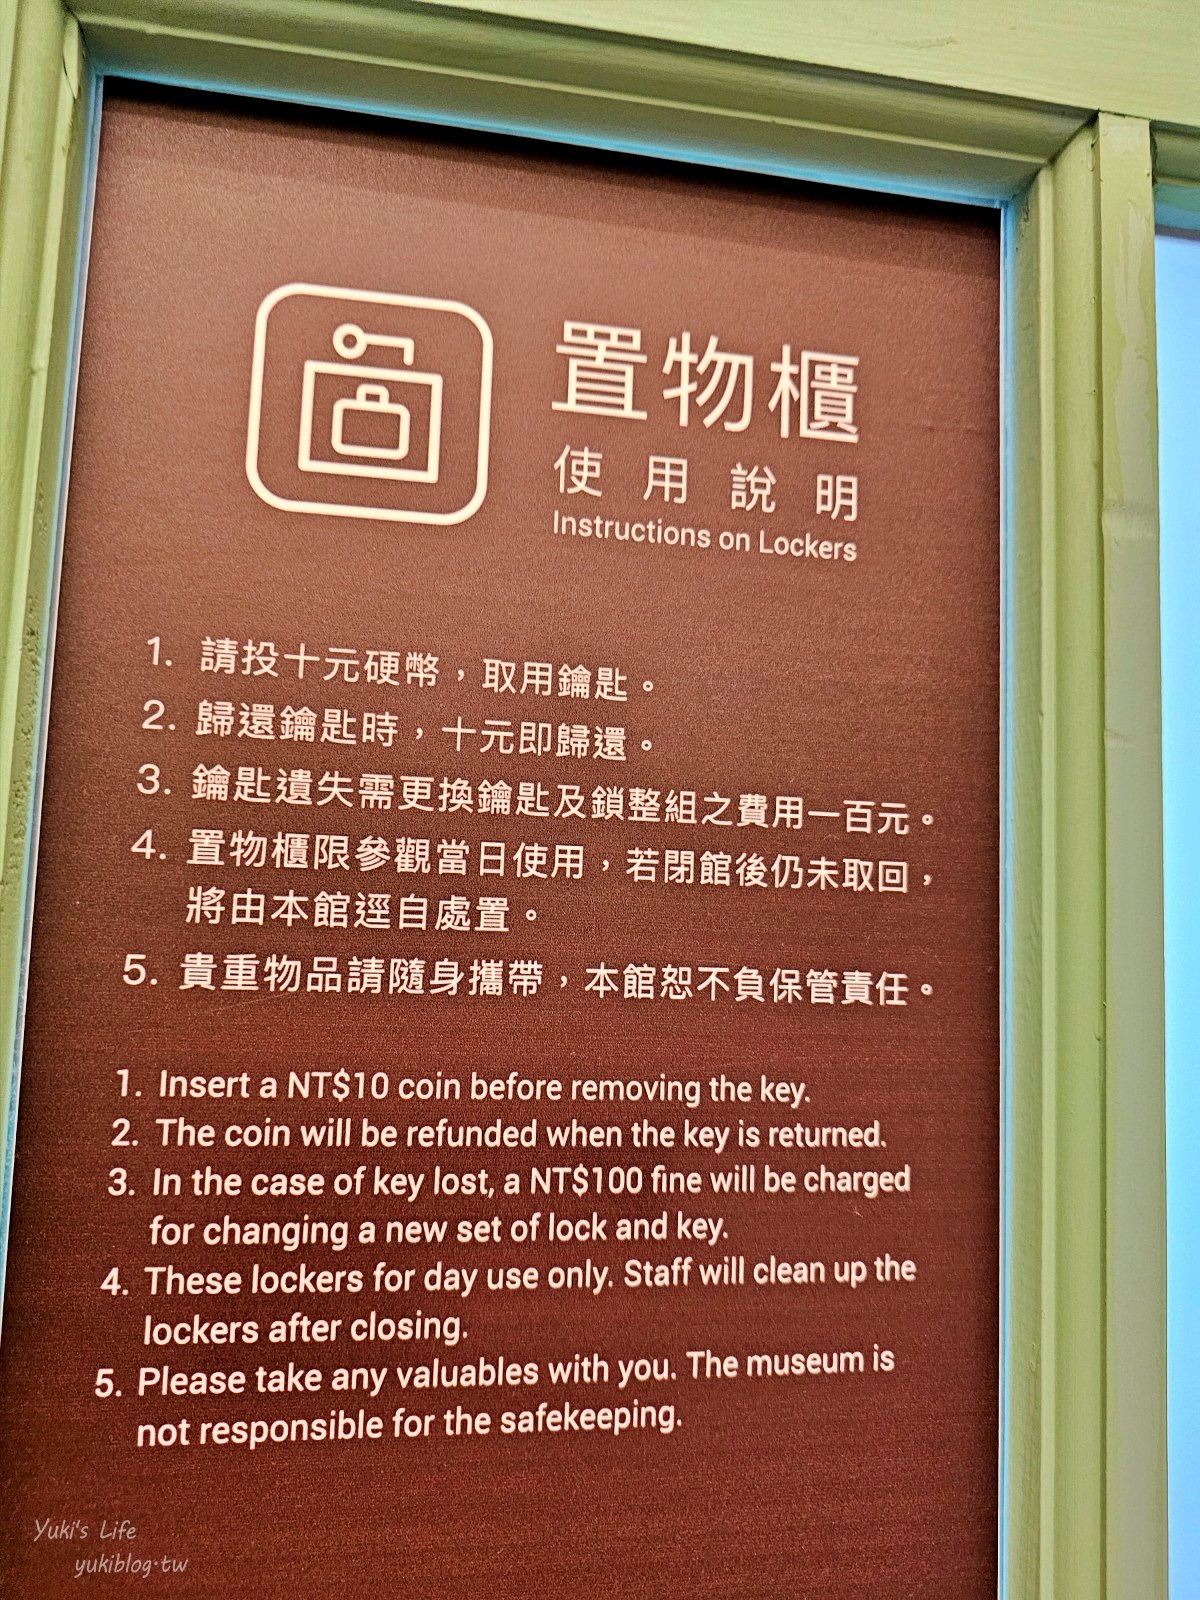 置物櫃
使用說明
Instructions on Lockers
1. 請投十元硬幣，取用鑰匙。
2. 歸還鑰匙時，十元即歸還。
3. 鑰匙遺失需更換鑰匙及鎖整組之費用一百元。
4. 置物櫃限參觀當日使用，若閉館後仍未取回，
將由本館逕自處置。
5. 貴重物品請隨身攜帶，本館恕不負保管責任。
1. Insert a NT$10 coin before removing the key.
2. The coin will be refunded when the key is returned.
3. In the case of key lost, a NT$100 fine will be charged
for changing a new set of lock and key.
4. These lockers for day use only. Staff will clean up the
lockers after closing.
5. Please take any valuables with you. The museum is
not responsible for the safekeeping.
Yuki's Life
yukiblog.tw